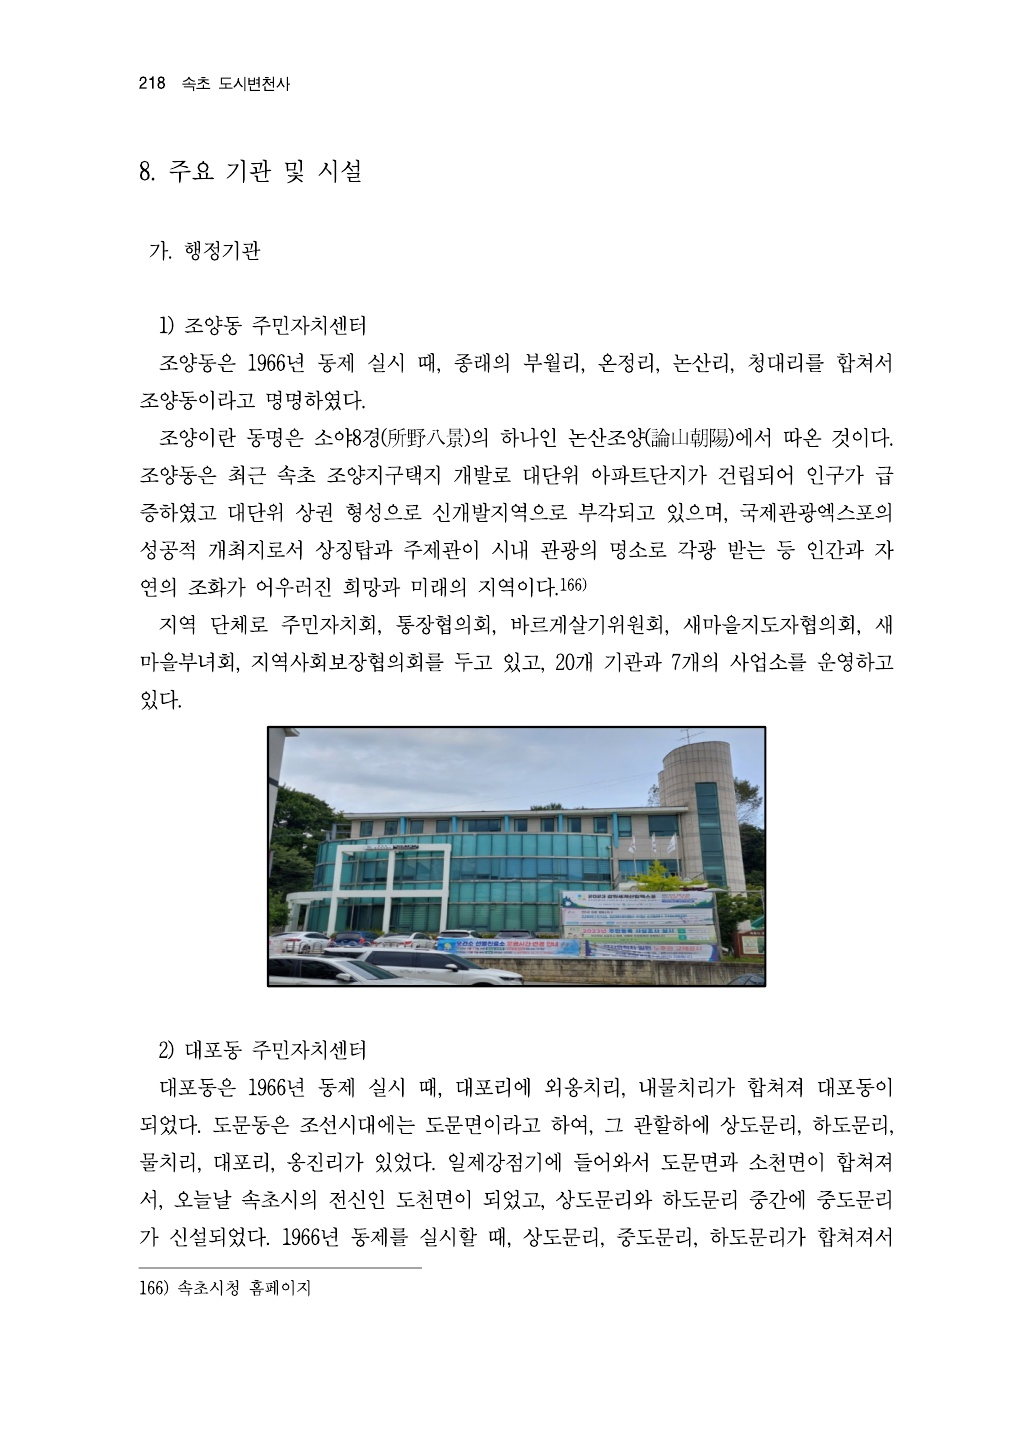 218 속초 도시변천사
8. 주요 기관 및 시설
가. 행정기관
1) 조양동 주민자치센터
조양동은 1966년 동제 실시 때, 종래의 부월리, 온정리, 논산리, 청대리를 합쳐서
조양동이라고 명명하였다.
조양이란 동명은 소야8경(所野八景)의 하나인 논산조양(論山朝陽)에서 따온 것이다.
조양동은 최근 속초 조양지구택지 개발로 대단위 아파트단지가 건립되어 인구가 급
증하였고 대단위 상권 형성으로 신개발지역으로 부각되고 있으며, 국제관광엑스포의
성공적 개최지로서 상징탑과 주제관이 시내 관광의 명소로 각광 받는 등 인간과 자
연의 조화가 어우러진 희망과 미래의 지역이다.166)
지역 단체로 주민자치회, 통장협의회, 바르게살기위원회, 새마을지도자협의회, 새
마을부녀회, 지역사회보장협의회를 두고 있고, 20개 기관과 7개의 사업소를 운영하고
있다.
2) 대포동 주민자치센터
대포동은 1966년 동제 실시 때, 대포리에 외옹치리, 내물치리가 합쳐져 대포동이
되었다. 도문동은 조선시대에는 도문면이라고 하여, 그 관할하에 상도문리, 하도문리,
물치리, 대포리, 옹진리가 있었다. 일제강점기에 들어와서 도문면과 소천면이 합쳐져
서, 오늘날 속초시의 전신인 도천면이 되었고, 상도문리와 하도문리 중간에 중도문리
가 신설되었다. 1966년 동제를 실시할 때, 상도문리, 중도문리, 하도문리가 합쳐져서
166) 속초시청 홈페이지